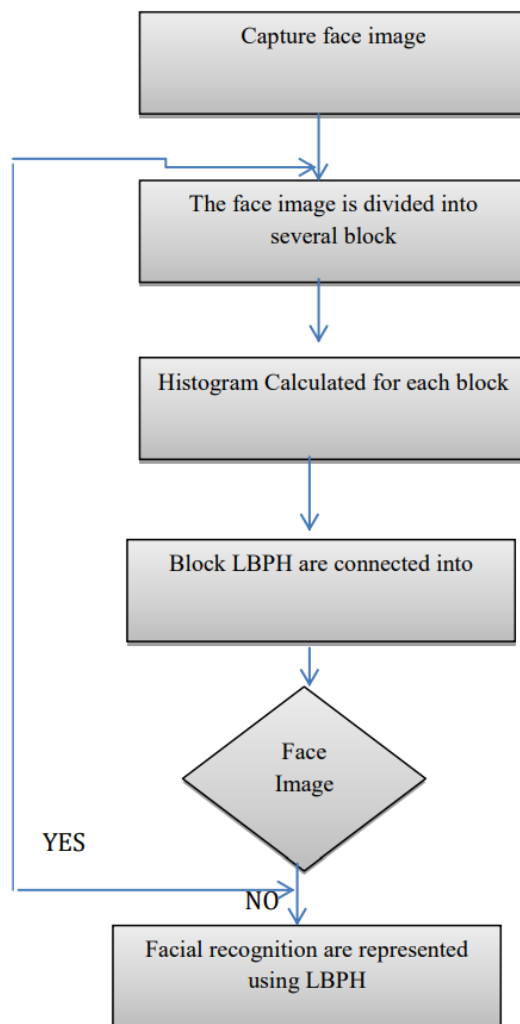 Capture face image
The face image is divided into
several block
Histogram Calculated for each block
Block LBPH are connected into
Face
Image
YES
NO
Facial recognition are represented
using LBPH